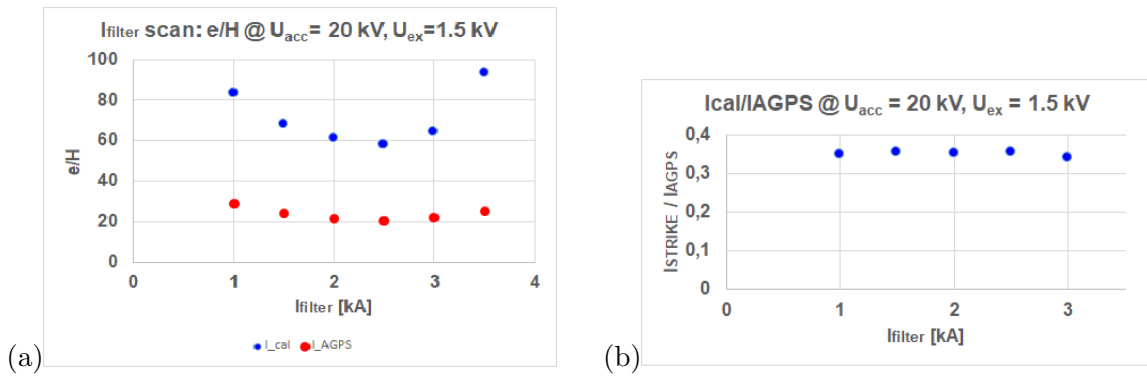 Ifilter scan: e/H @ Uacc= 20 kV, Uex=1.5 kV
100
80
60
40
20
0
e/H
0 1 2 3 4
Ifilter [kA]
I_cal I_AGPS
(a)
Ical/IAGPS @ Uacc = 20 kV, Uex = 1.5 kV
0,4
0,3
0,2
0,1
0
ISTRIKE / IAGPS
0 1 2 3
Ifilter [kA]
(b)